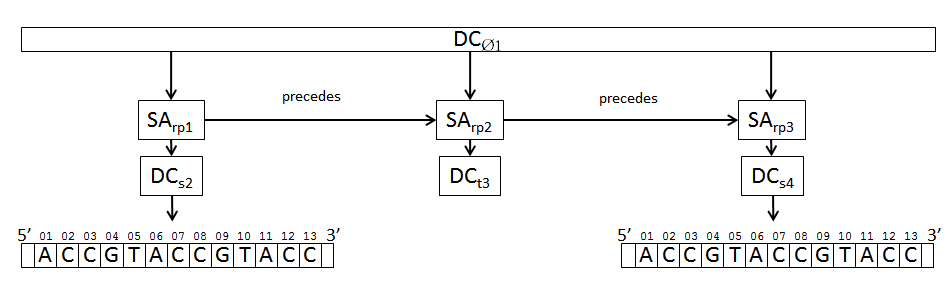 DC∅1
precedes
precedes
SArp1
SArp2
SArp3
DCs2
DCt3
DCs4
5’ 01 02 03 04 05 06 07 08 09 10 11 12 13 3’
5’ 01 02 03 04 05 06 07 08 09 10 11 12 13 3’
A C C G T A C C G T A C C
A C C G T A C C G T A C C